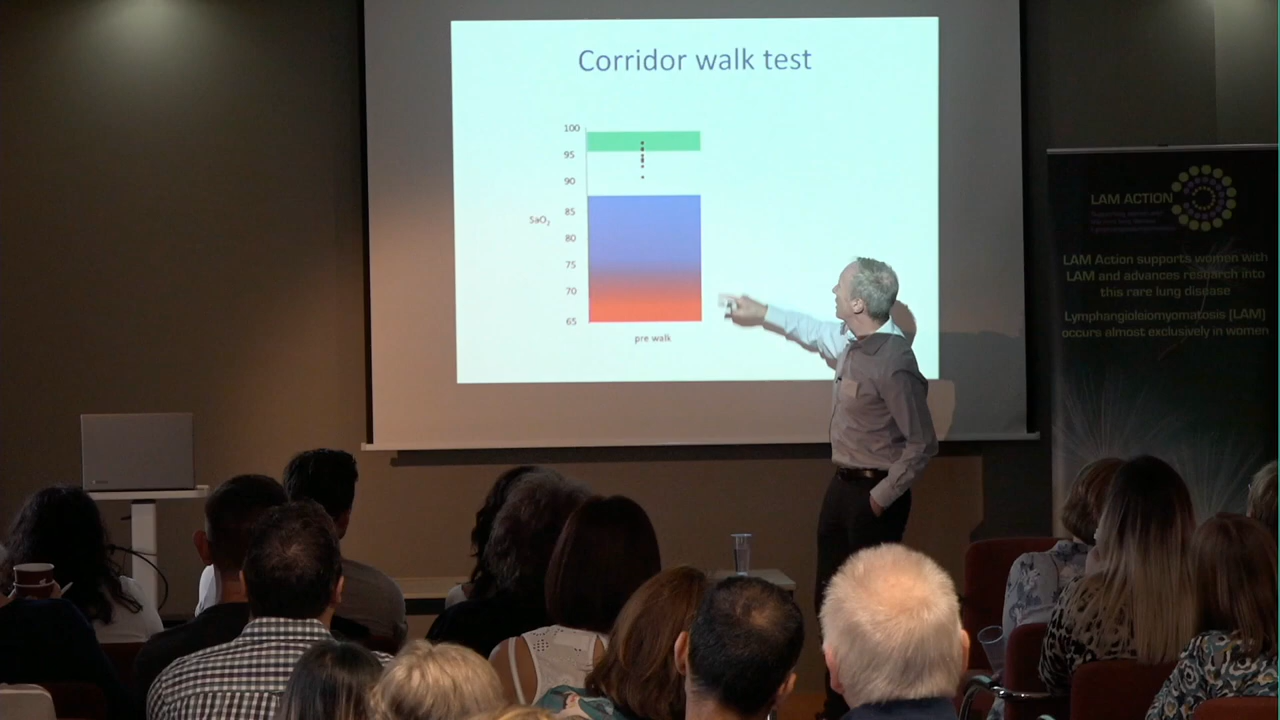 Corridor walk test
100
95
90
85
SaO2
80
75
70
65
pre walk
LAM ACTION
LAM Action supports women with
LAM and advances research into
this rare lung disease
Lymphangioleiomyomatosis (LAM)
occurs almost exclusively in women